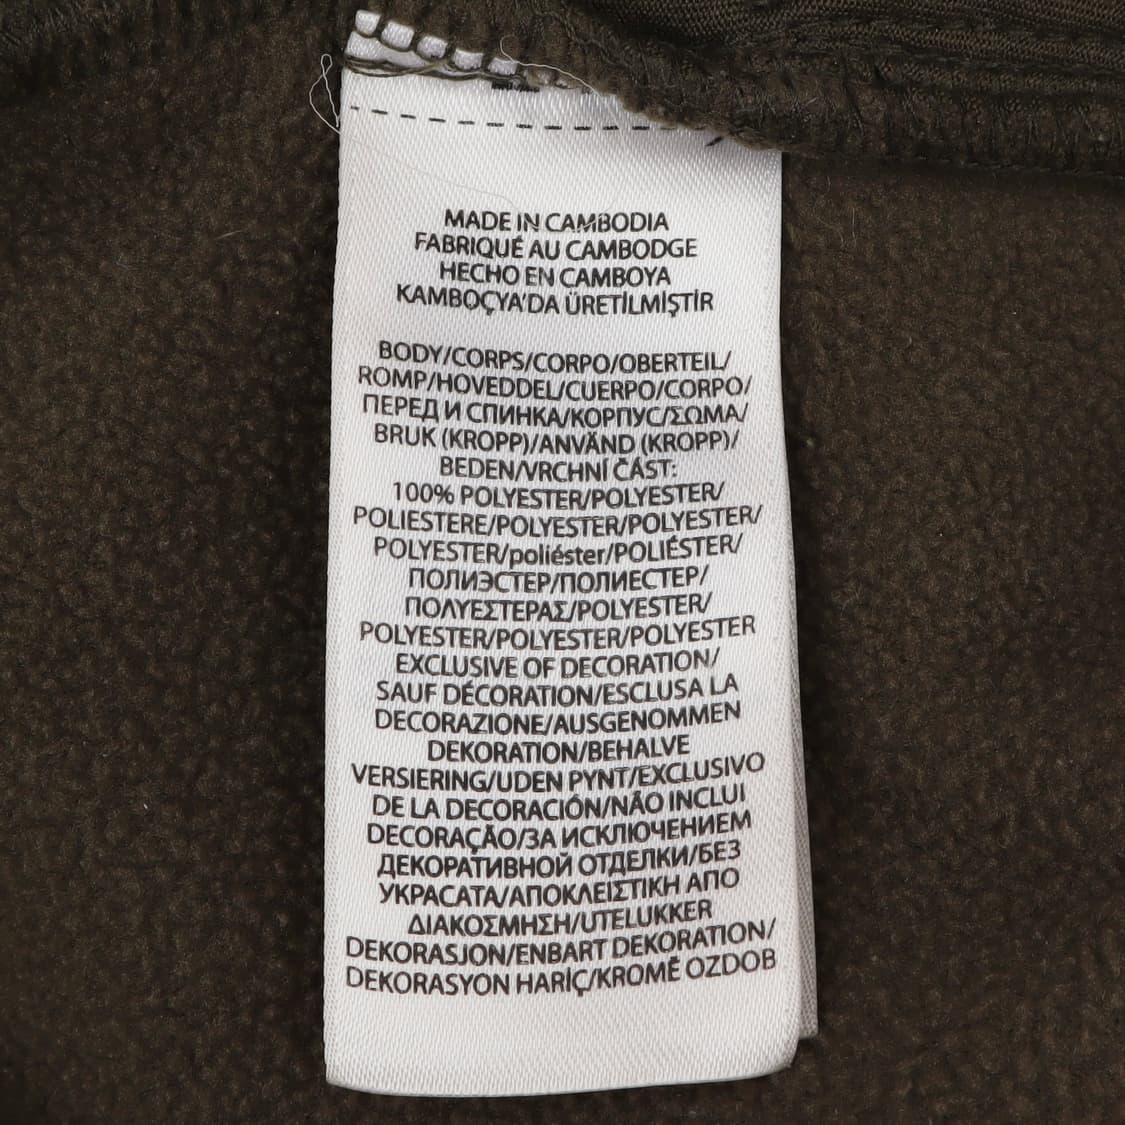 MADE IN CAMBODIA
FABRIQUÉ AU CAMBODGE
HECHO EN CAMBOYA
KAMBOÇYA'DA ÜRETİLMİŞTİR
BODY/CORPS/CORPO/OBERTEIL/
ROMP/HOVEDDEL/CUERPO/CORPO/
ПЕРЕД И СПИНКА/КОРПУС/ΣΩΜΑ/
BRUK (KROPP)/ANVÄND (KROPP)/
BEDEN/VRCHNÍ ČÁST:
100% POLYESTER/POLYESTER/
POLIESTERE/POLYESTER/POLYESTER/
POLYESTER/poliéster/POLIÉSTER/
ПОЛИЭСТЕР/ПОЛИЕСТЕР/
ΠΟΛΥΕΣΤΕΡΑΣ/POLYESTER/
POLYESTER/POLYESTER/POLYESTER
EXCLUSIVE OF DECORATION/
SAUF DÉCORATION/ESCLUSA LA
DECORAZIONE/AUSGENOMMEN
DEKORATION/BEHALVE
VERSIERING/UDEN PYNT/EXCLUSIVO
DE LA DECORACIÓN/NÃO INCLUI
DECORAÇÃO/ЗА ИСКЛЮЧЕНИЕМ
ДЕКОРАТИВНОЙ ОТДЕЛКИ/БЕЗ
УКРАСАТА/ΑΠΟΚΛΕΙΣΤΙΚΗ ΑΠΟ
ΔΙΑΚΟΣΜΗΣΗ/UTELUKKER
DEKORASJON/ENBART DEKORATION/
DEKORASYON HARİÇ/KROMĚ OZDOB